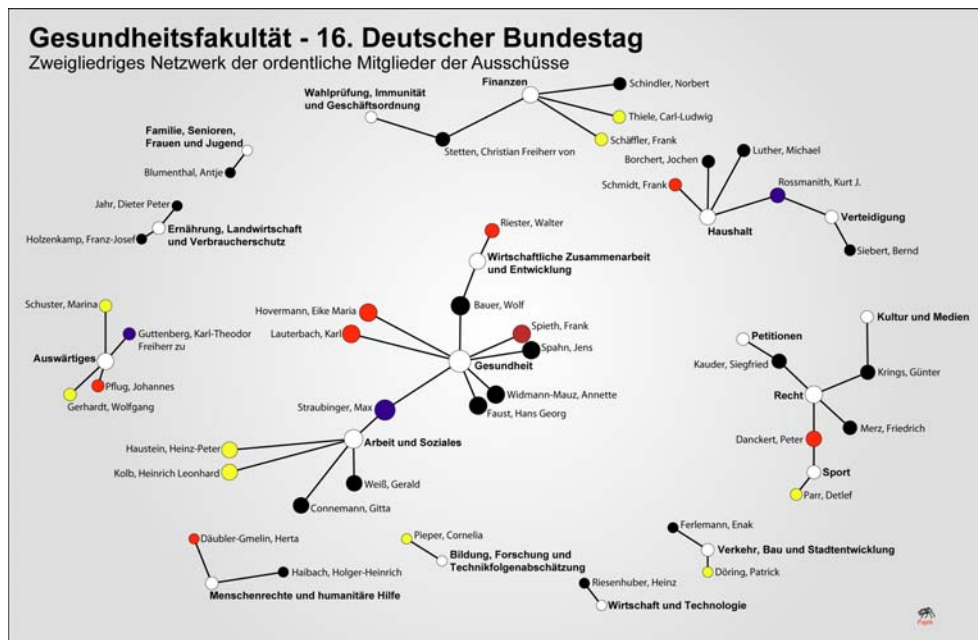 Gesundheitsfakultät - 16. Deutscher Bundestag
Zweigliedriges Netzwerk der ordentliche Mitglieder der Ausschüsse
Finanzen
Schindler, Norbert
Wahlprüfung, Immunität
und Geschäftsordnung
Thiele, Carl-Ludwig
Schäffler, Frank
Stetten, Christian Freiherr von
Familie, Senioren,
Frauen und Jugend
Blumenthal, Antje
Luther, Michael
Borchert, Jochen
Schmidt, Frank
Rossmanith, Kurt J.
Haushalt
Verteidigung
Siebert, Bernd
Jahr, Dieter Peter
Ernährung, Landwirtschaft
und Verbraucherschutz
Holzenkamp, Franz-Josef
Riester, Walter
Wirtschaftliche Zusammenarbeit
und Entwicklung
Bauer, Wolf
Hovermann, Eike Maria
Lauterbach, Karl
Spieth, Frank
Spahn, Jens
Gesundheit
Widmann-Mauz, Annette
Faust, Hans Georg
Straubinger, Max
Schuster, Marina
Guttenberg, Karl-Theodor
Freiherr zu
Auswärtiges
Pflug, Johannes
Gerhardt, Wolfgang
Kultur und Medien
Petitionen
Kauder, Siegfried
Krings, Günter
Recht
Merz, Friedrich
Danckert, Peter
Sport
Parr, Detlef
Arbeit und Soziales
Haustein, Heinz-Peter
Kolb, Heinrich Leonhard
Weiß, Gerald
Connemann, Gitta
Däubler-Gmelin, Herta
Haibach, Holger-Heinrich
Menschenrechte und humanitäre Hilfe
Pieper, Cornelia
Bildung, Forschung und
Technikfolgenabschätzung
Riesenhuber, Heinz
Wirtschaft und Technologie
Ferlemann, Enak
Verkehr, Bau und Stadtentwicklung
Döring, Patrick
Pajek